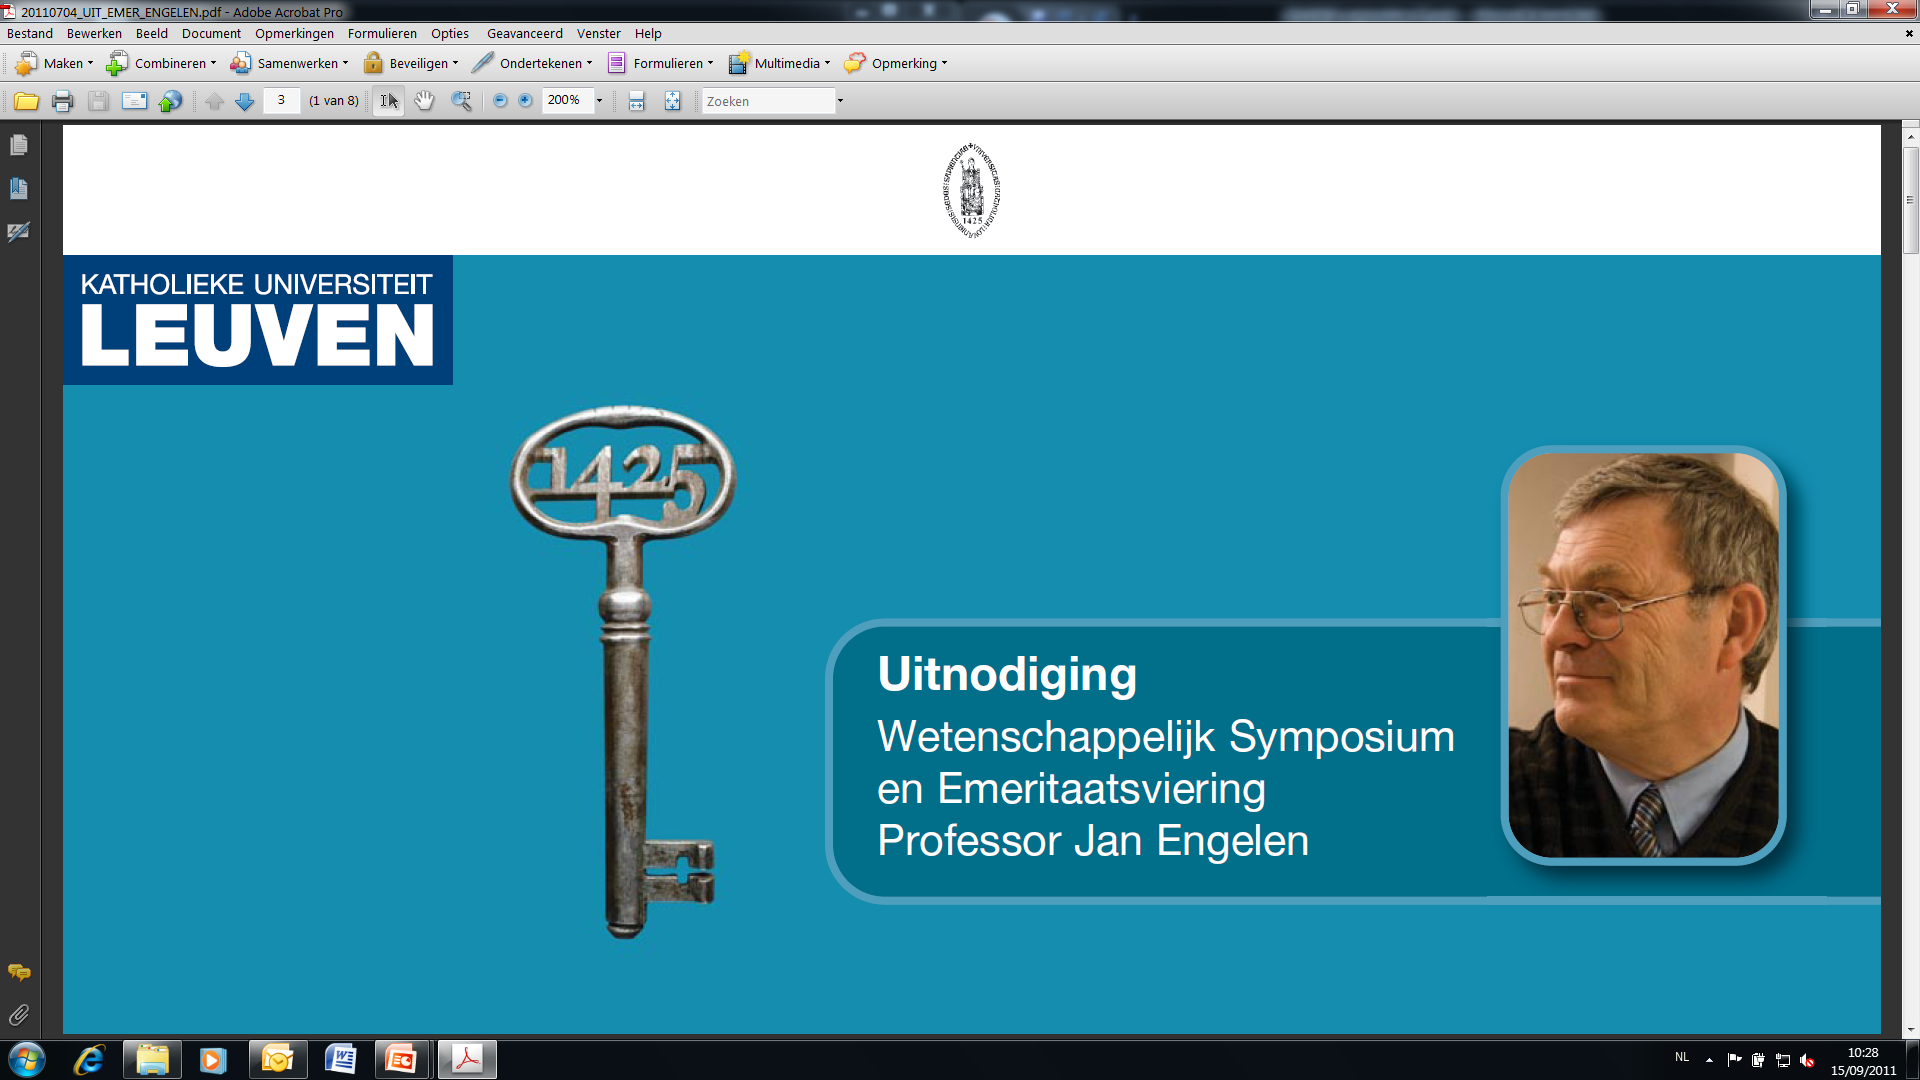 20110704_UIT_EMER_ENGELEN.pdf - Adobe Acrobat Pro
Bestand Bewerken Beeld Document Opmerkingen Formulieren Opties Geavanceerd Venster Help
Maken Combineren Samenwerken Beveiligen Ondertekenen Formulieren Multimedia Opmerking
3 (1 van 8) 200% Zoeken
1425
KATHOLIEKE UNIVERSITEIT
LEUVEN
1425
Uitnodiging
Wetenschappelijk Symposium
en Emeritaatsviering
Professor Jan Engelen
NL 10:28
15/09/2011